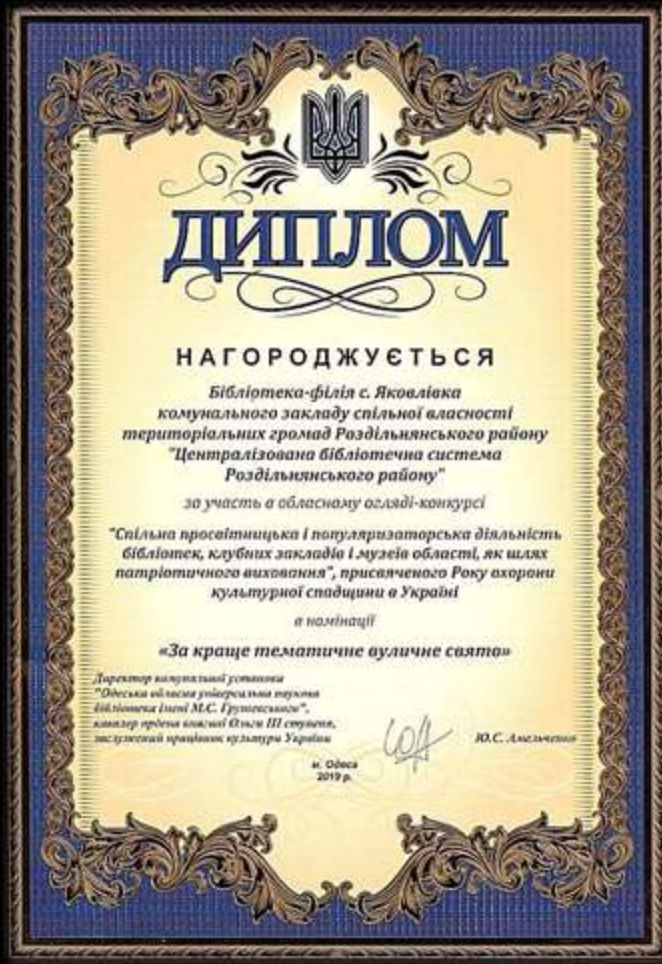 ДИПЛОМ
НАГОРОДЖУЄТЬСЯ
Бібліотека-філія с. Яковлівка
комунального закладу спільної власності
територіальних громад Роздільнянського району
"Централізована бібліотечна система
Роздільнянського району"
за участь в обласному огляді-конкурсі
"Спільна просвітницька і популяризаторська діяльність
бібліотек, клубних закладів і музеїв області, як шлях
патріотичного виховання", присвяченого Року охорони
культурної спадщини в Україні
в номінації
«За краще тематичне вуличне свято»
Директор комунальної установи
"Одеська обласна універсальна наукова
бібліотека імені М.С. Грушевського",
кавалер ордена княгині Ольги III ступеня,
заслужений працівник культури України
Ю.С. Амельченко
м. Одеса
2019 р.